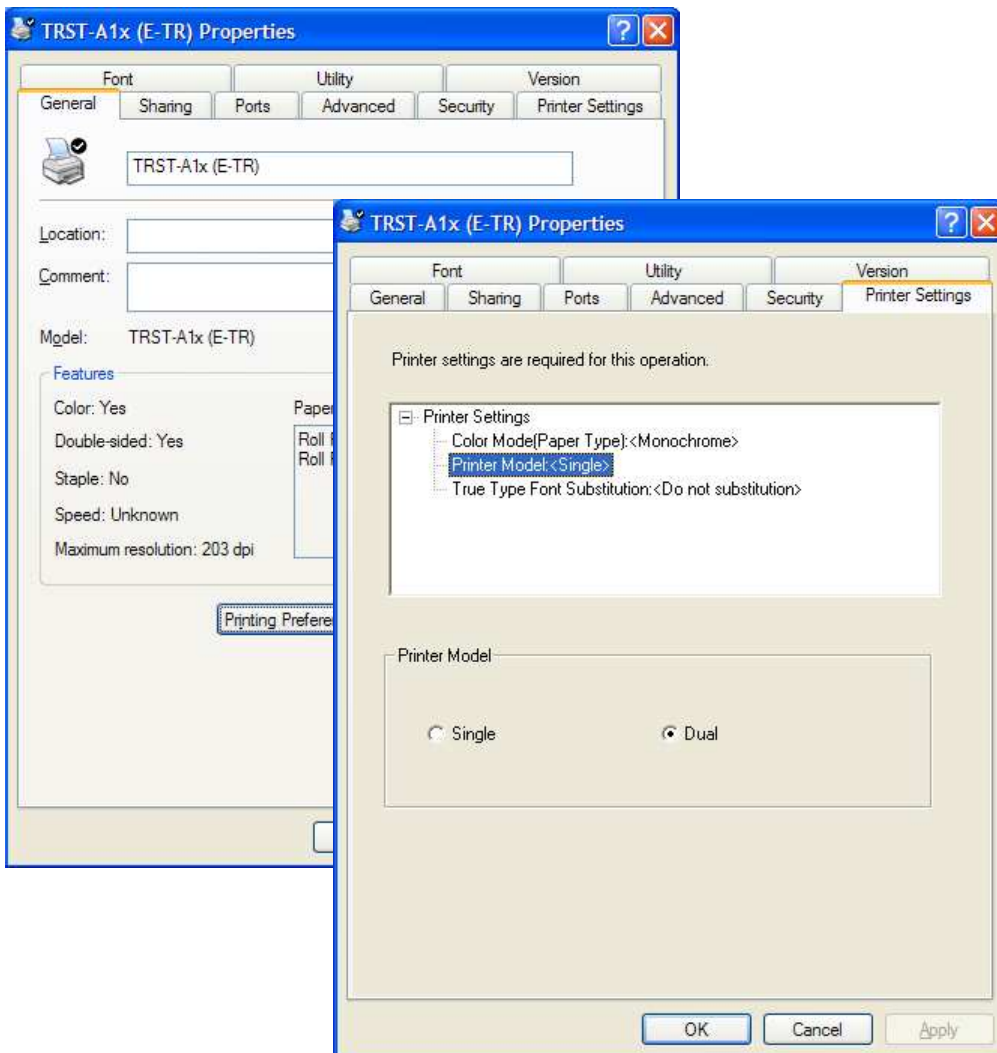 TRST-A1x (E-TR) Properties
Font Utility Version
General Sharing Ports Advanced Security Printer Settings
TRST-A1x (E-TR)
Location:
Comment:
Model: TRST-A1x (E-TR)
Features
Color: Yes
Paper
Double-sided: Yes
Roll
Roll
Staple: No
Speed: Unknown
Maximum resolution: 203 dpi
Printing
TRST-A1x (E-TR) Properties
Font Utility Version
General Sharing Ports Advanced Security Printer Settings
Printer settings are required for this operation.
Printer Settings
Color Mode(Paper Type):<Monochrome>
Printer Model:<Single>
True Type Font Substitution:<Do not substitution>
Printer Model
Single Dual
OK Cancel Apply